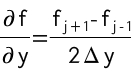 ∂f/∂y = (f_{j+1} - f_{j-1}) / (2Δy)